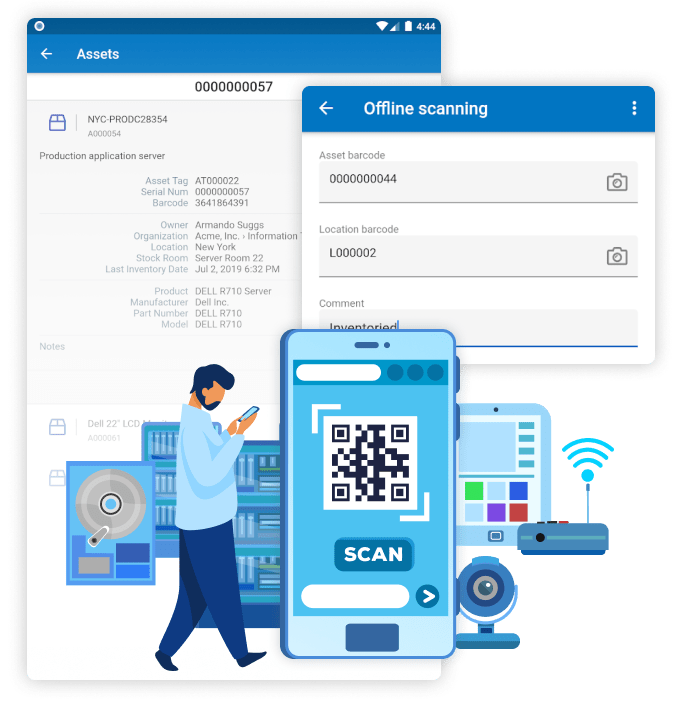 4:44
Assets
0000000057
NYC-PRODC28354
A000054
Production application server
Asset Tag AT000022
Serial Num 0000000057
Barcode 3641864391
Owner Armando Suggs
Organization Acme, Inc. › Information
Location New York
Stock Room Server Room 22
Last Inventory Date Jul 2, 2019 6:32 PM
Product DELL R710 Server
Manufacturer Dell Inc.
Part Number DELL R710
Model DELL R710
Notes
Dell 22" LCD
A000061
Offline scanning
Asset barcode
0000000044
Location barcode
L000002
Comment
Inventoried
SCAN